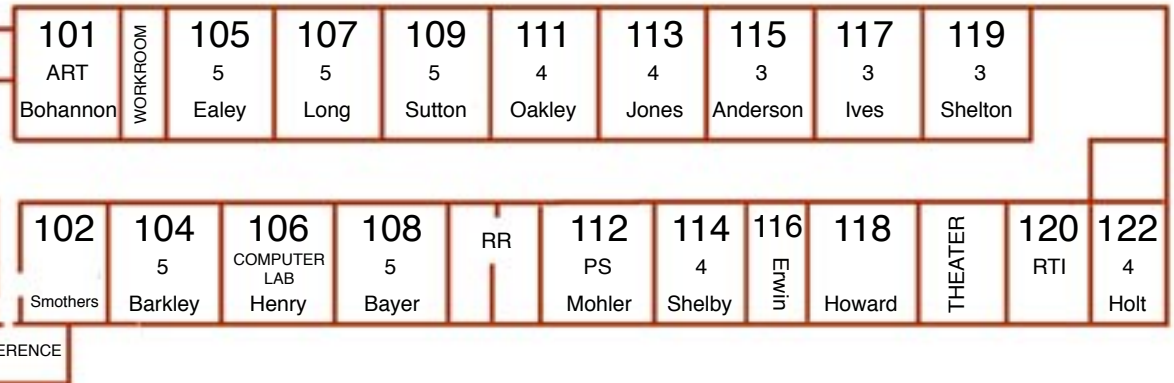 101
ART
Bohannon
WORKROOM
105
5
Ealey
107
5
Long
109
5
Sutton
111
4
Oakley
113
4
Jones
115
3
Anderson
117
3
Ives
119
3
Shelton
102
Smothers
104
5
Barkley
106
COMPUTER
LAB
Henry
108
5
Bayer
RR
112
PS
Mohler
114
4
Shelby
116
Erwin
118
Howard
THEATER
120
RTI
122
4
Holt
ERENCE